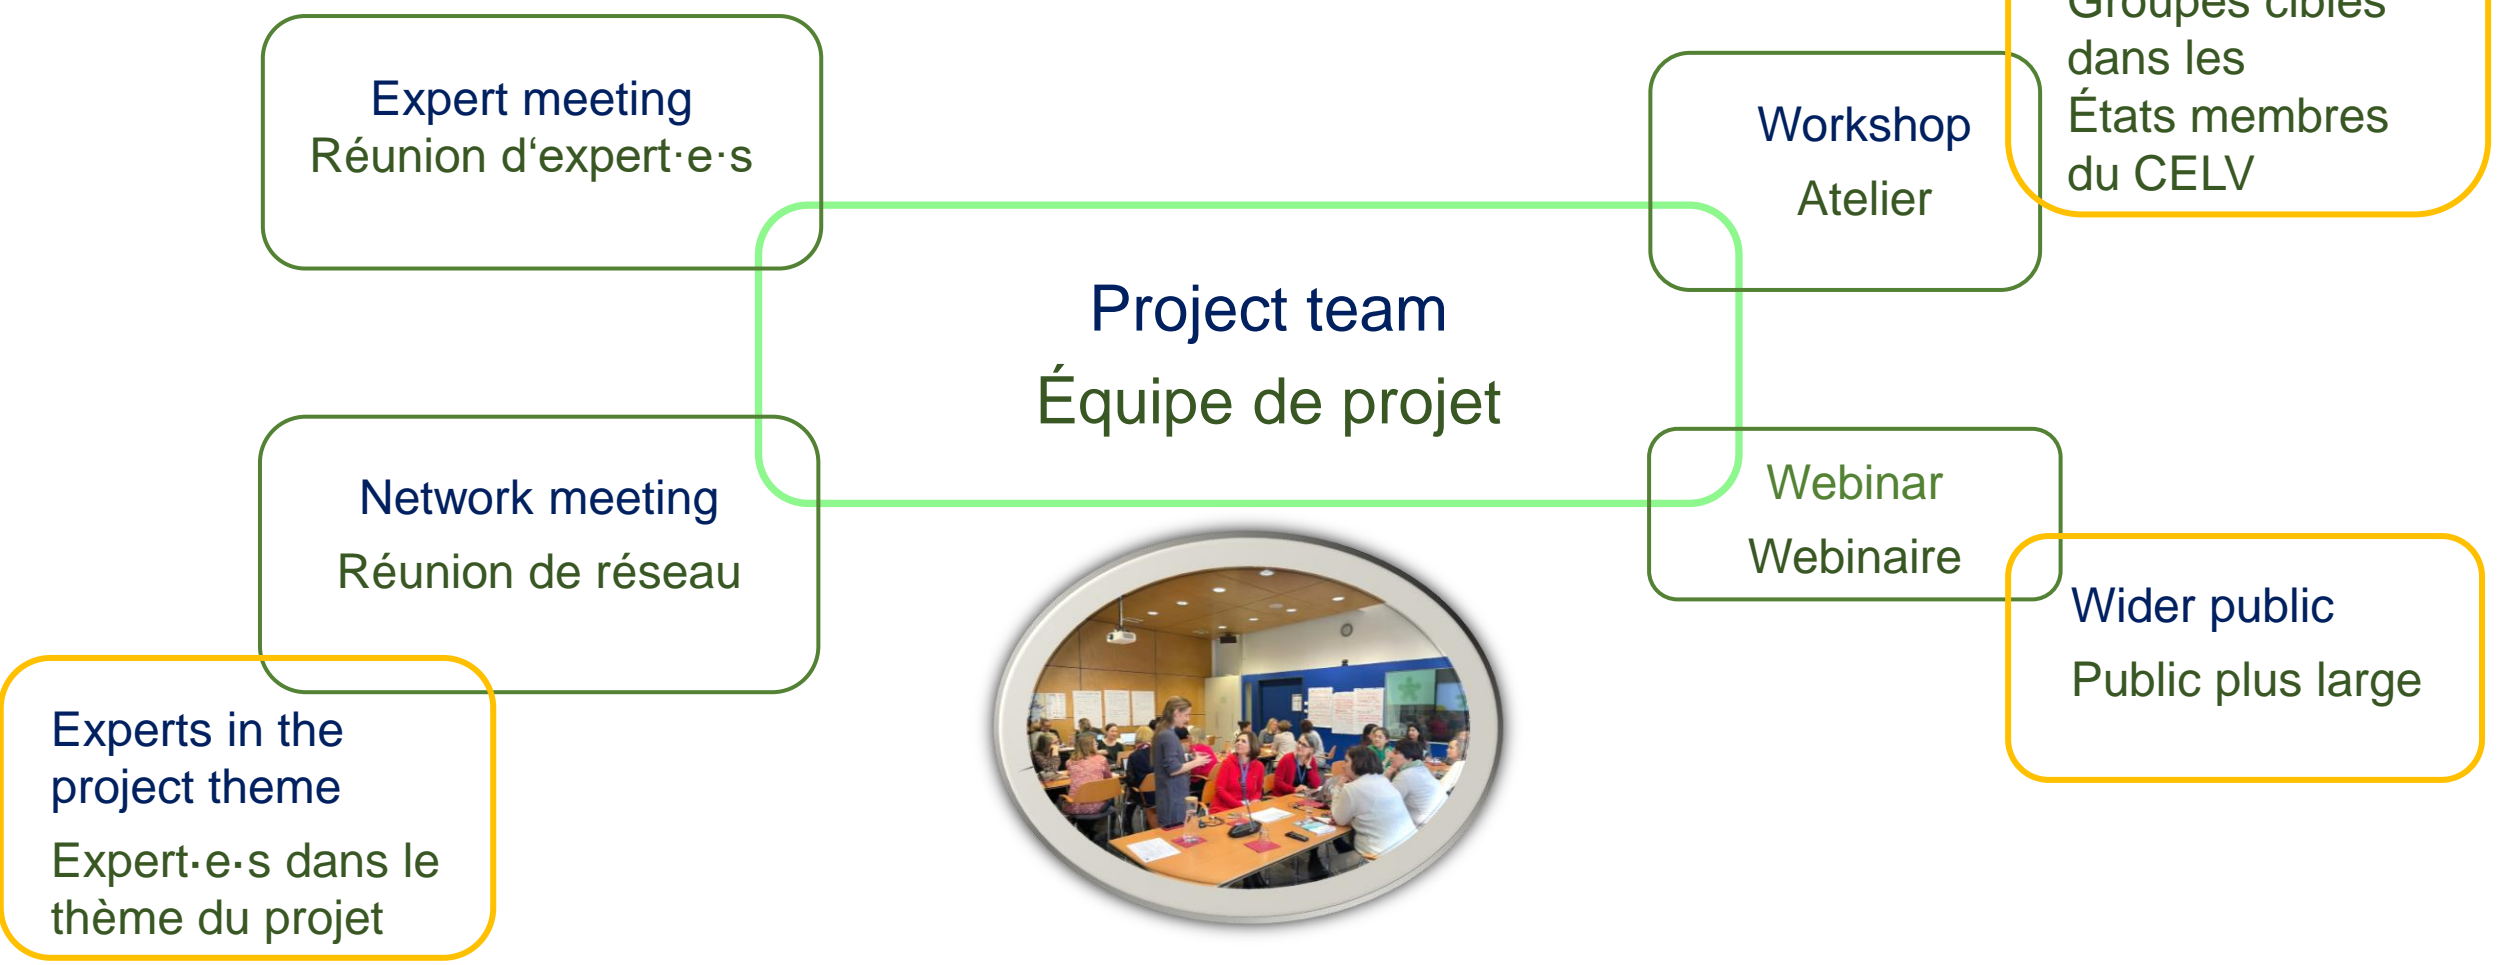 Expert meeting
Réunion d‘expert·e·s
Workshop
Atelier
Groupes cibles
dans les
États membres
du CELV
Project team
Équipe de projet
Network meeting
Réunion de réseau
Webinar
Webinaire
Wider public
Public plus large
Experts in the
project theme
Expert·e·s dans le
thème du projet